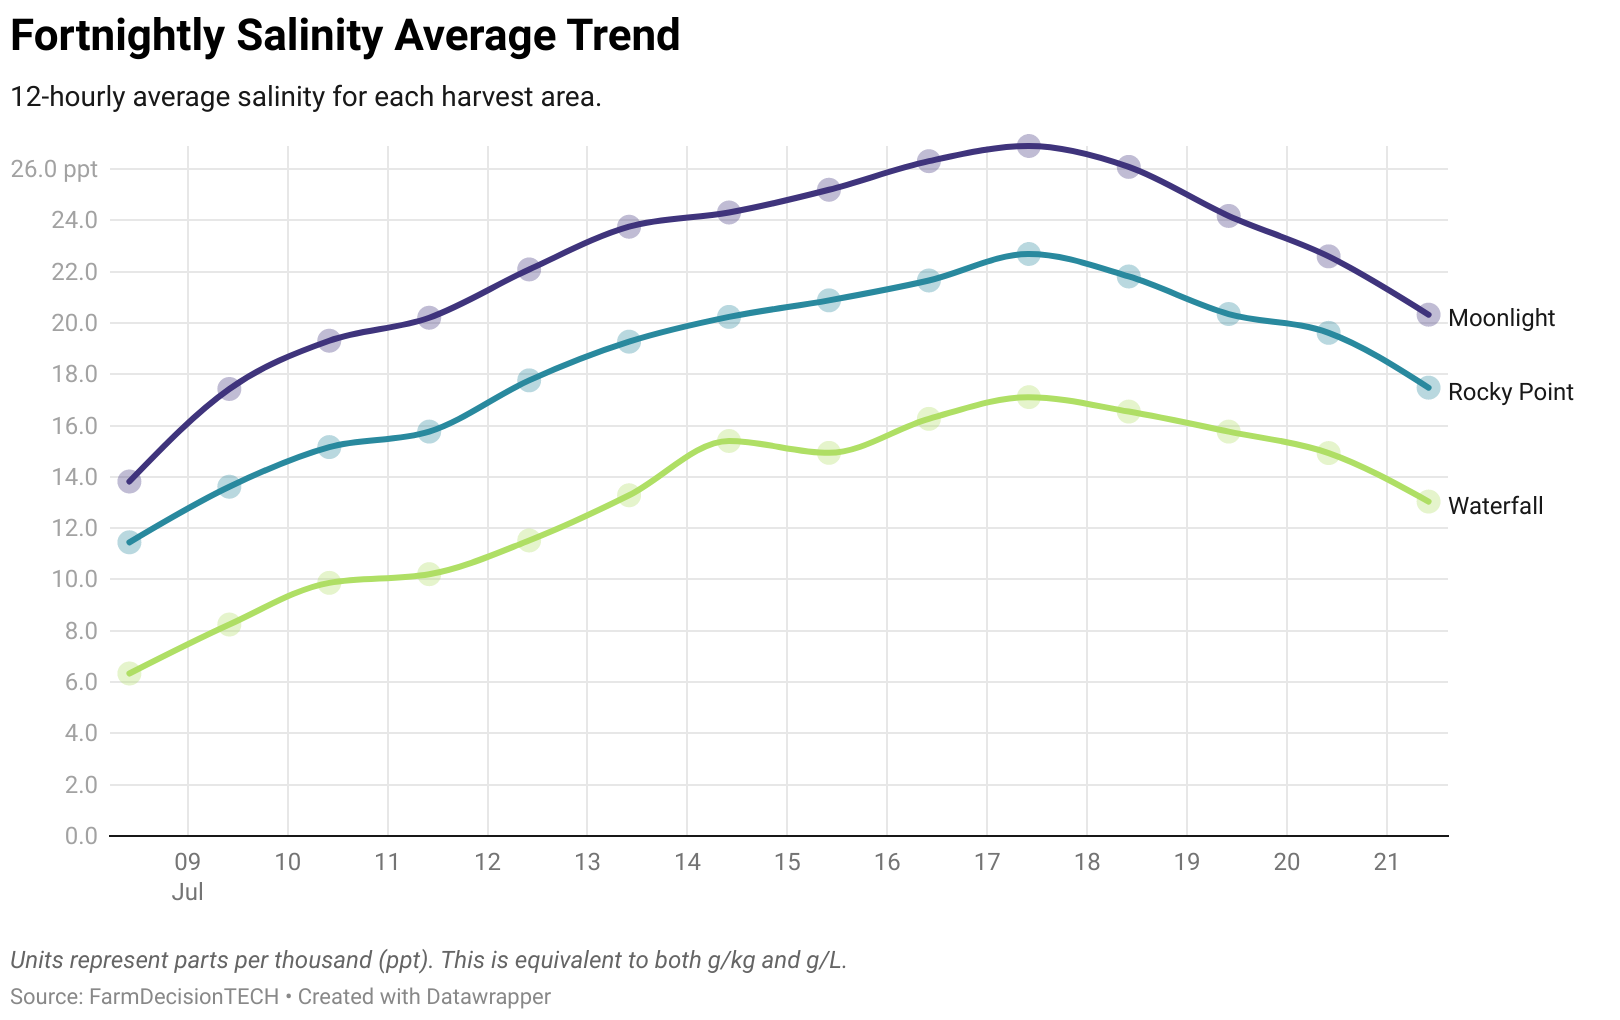 Fortnightly Salinity Average Trend
12-hourly average salinity for each harvest area.
26.0 ppt
24.0
22.0
20.0
18.0
16.0
14.0
12.0
10.0
8.0
6.0
4.0
2.0
0.0
Moonlight
Rocky Point
Waterfall
09 10 11 12 13 14 15 16 17 18 19 20 21
Jul
Units represent parts per thousand (ppt). This is equivalent to both g/kg and g/L.
Source: FarmDecisionTECH • Created with Datawrapper